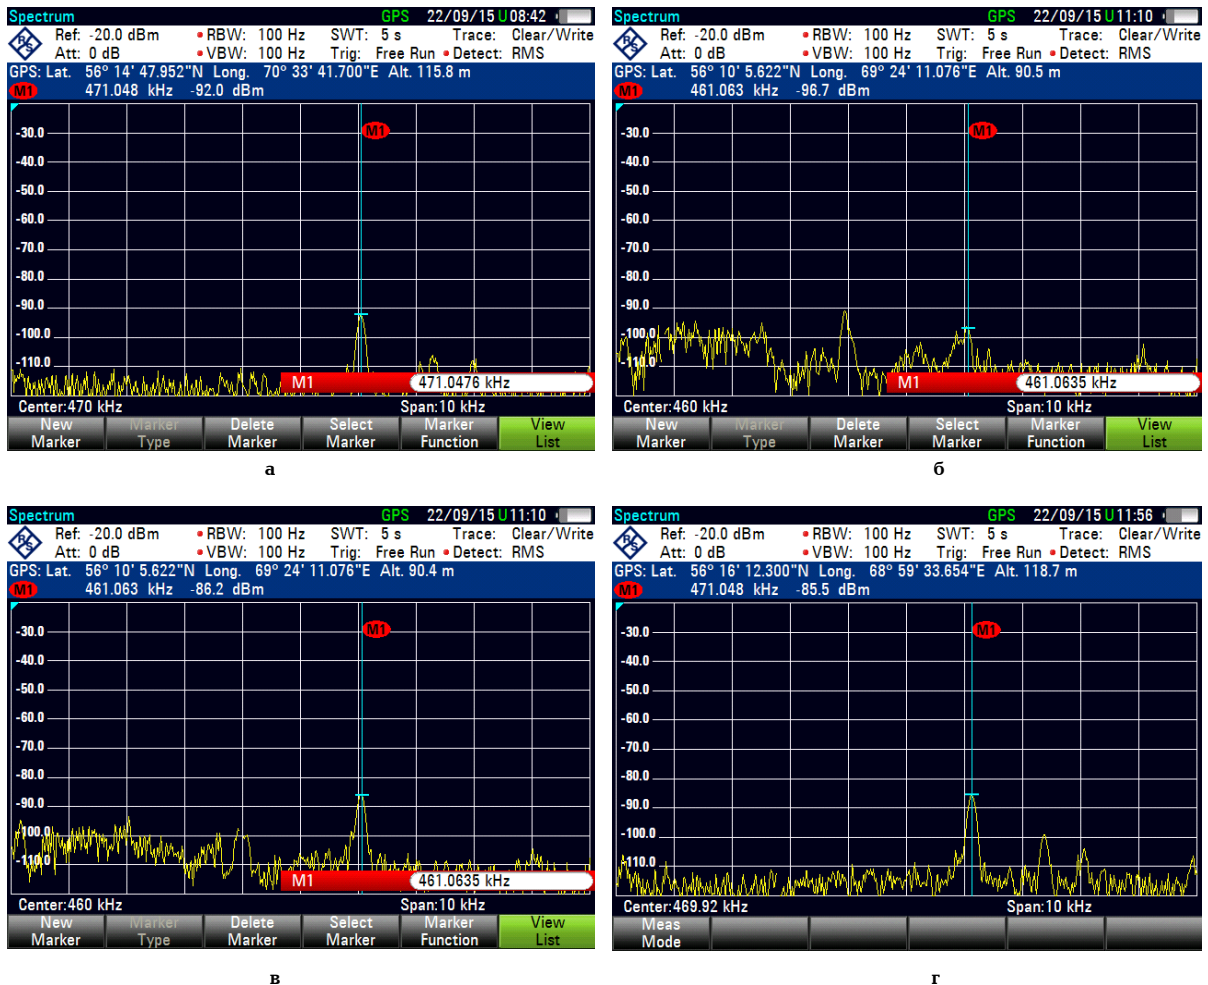 Spectrum GPS 22/09/15 U 08:42
Ref: -20.0 dBm • RBW: 100 Hz SWT: 5 s Trace: Clear/Write
Att: 0 dB • VBW: 100 Hz Trig: Free Run • Detect: RMS
GPS: Lat. 56° 14' 47.952"N Long. 70° 33' 41.700"E Alt. 115.8 m
M1 471.048 kHz -92.0 dBm
M1
-30.0
-40.0
-50.0
-60.0
-70.0
-80.0
-90.0
-100.0
-110.0
M1 471.0476 kHz
Center:470 kHz Span:10 kHz
New Marker Delete Select Marker View
Marker Type Marker Marker Function List
а
Spectrum GPS 22/09/15 U 11:10
Ref: -20.0 dBm • RBW: 100 Hz SWT: 5 s Trace: Clear/Write
Att: 0 dB • VBW: 100 Hz Trig: Free Run • Detect: RMS
GPS: Lat. 56° 10' 5.622"N Long. 69° 24' 11.076"E Alt. 90.5 m
M1 461.063 kHz -96.7 dBm
M1
-30.0
-40.0
-50.0
-60.0
-70.0
-80.0
-90.0
-100.0
-110.0
M1 461.0635 kHz
Center:460 kHz Span:10 kHz
New Marker Delete Select Marker View
Marker Type Marker Marker Function List
б
Spectrum GPS 22/09/15 U 11:10
Ref: -20.0 dBm • RBW: 100 Hz SWT: 5 s Trace: Clear/Write
Att: 0 dB • VBW: 100 Hz Trig: Free Run • Detect: RMS
GPS: Lat. 56° 10' 5.622"N Long. 69° 24' 11.076"E Alt. 90.4 m
M1 461.063 kHz -86.2 dBm
M1
-30.0
-40.0
-50.0
-60.0
-70.0
-80.0
-90.0
-100.0
-110.0
M1 461.0635 kHz
Center:460 kHz Span:10 kHz
New Marker Delete Select Marker View
Marker Type Marker Marker Function List
в
Spectrum GPS 22/09/15 U 11:56
Ref: -20.0 dBm • RBW: 100 Hz SWT: 5 s Trace: Clear/Write
Att: 0 dB • VBW: 100 Hz Trig: Free Run • Detect: RMS
GPS: Lat. 56° 16' 12.300"N Long. 68° 59' 33.654"E Alt. 118.7 m
M1 471.048 kHz -85.5 dBm
M1
-30.0
-40.0
-50.0
-60.0
-70.0
-80.0
-90.0
-100.0
-110.0
Center:469.92 kHz Span:10 kHz
Meas
Mode
г